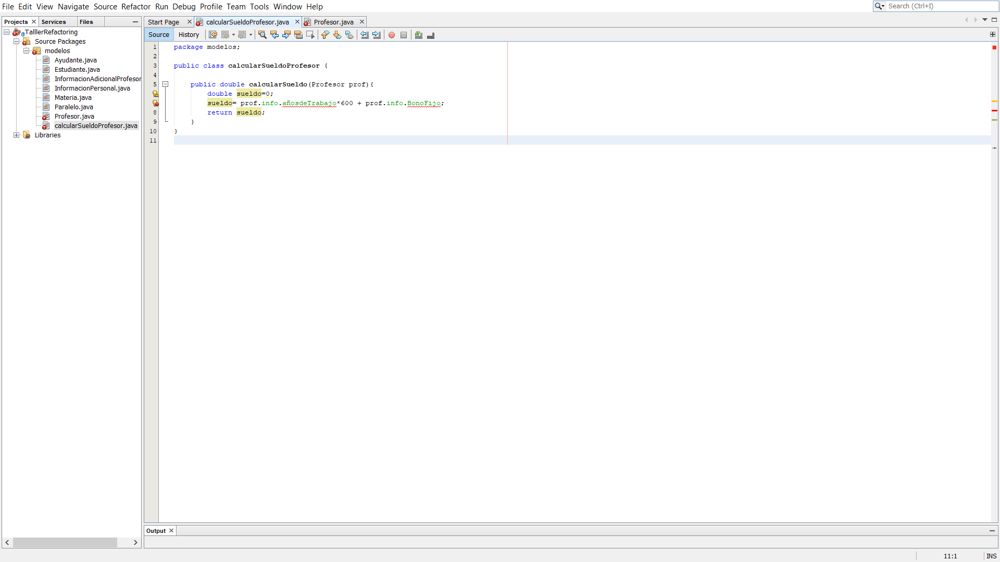 File Edit View Navigate Source Refactor Run Debug Profile Team Tools Window Help
Search (Ctrl+I)
Projects Services Files
Start Page calcularSueldoProfesor.java Profesor.java
Source History
TalllerRefactoring
Source Packages
modelos
Ayudante.java
Estudiante.java
InformacionAdicionalProfesor
InformacionPersonal.java
Materia.java
Paralelo.java
Profesor.java
calcularSueldoProfesor.java
Libraries
1 package modelos;
2
3 public class calcularSueldoProfesor {
4
5 public double calcularSueldo(Profesor prof){
double sueldo=0;
sueldo= prof.info.añosdeTrabajo*600 + prof.info.BonoFijo;
8 return sueldo;
9 }
10 }
11
Output
11:1 INS